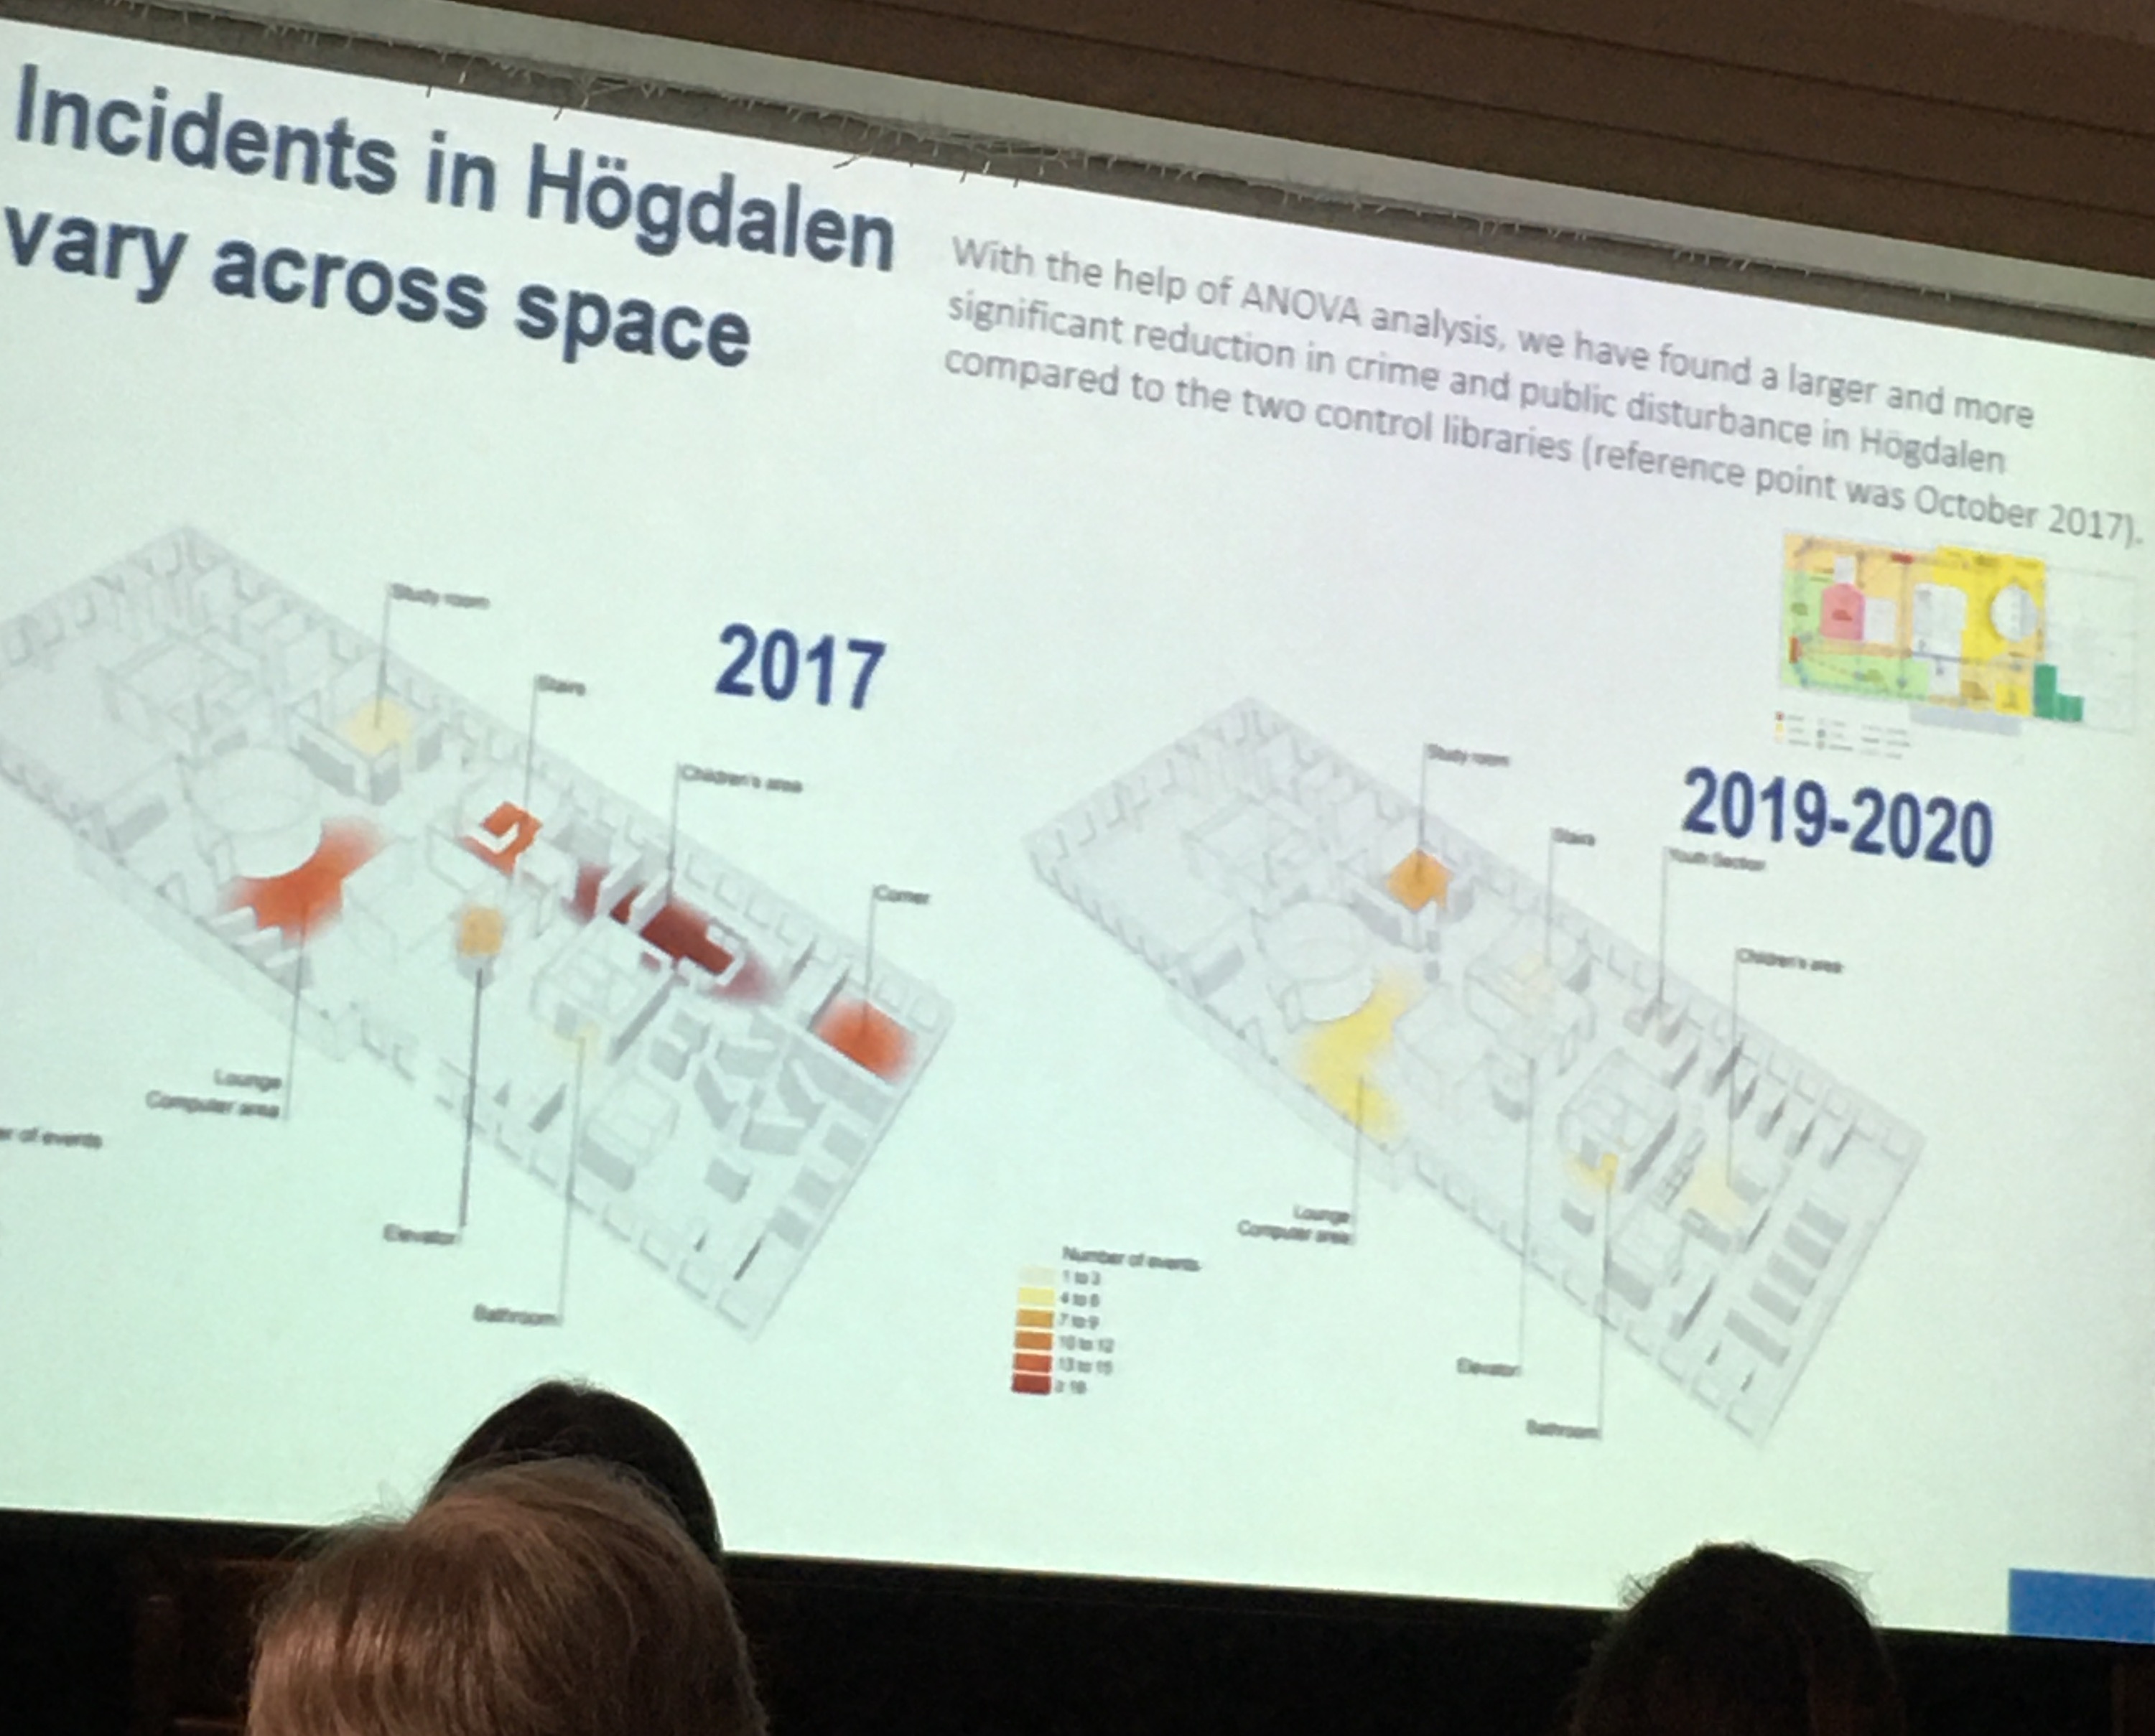 Incidents in Högdalen
vary across space
With the help of ANOVA analysis, we have found a larger and more
significant reduction in crime and public disturbance in Högdalen
compared to the two control libraries (reference point was October 2017).
2017
Study room
Stairs
Children's area
Corner
Lounge
Computer area
of events
Elevator
Bathroom
2019-2020
Study room
Stairs
Youth Section
Children's area
Lounge
Computer area
Elevator
Bathroom
Number of events
1 to 3
4 to 6
7 to 9
10 to 12
13 to 15